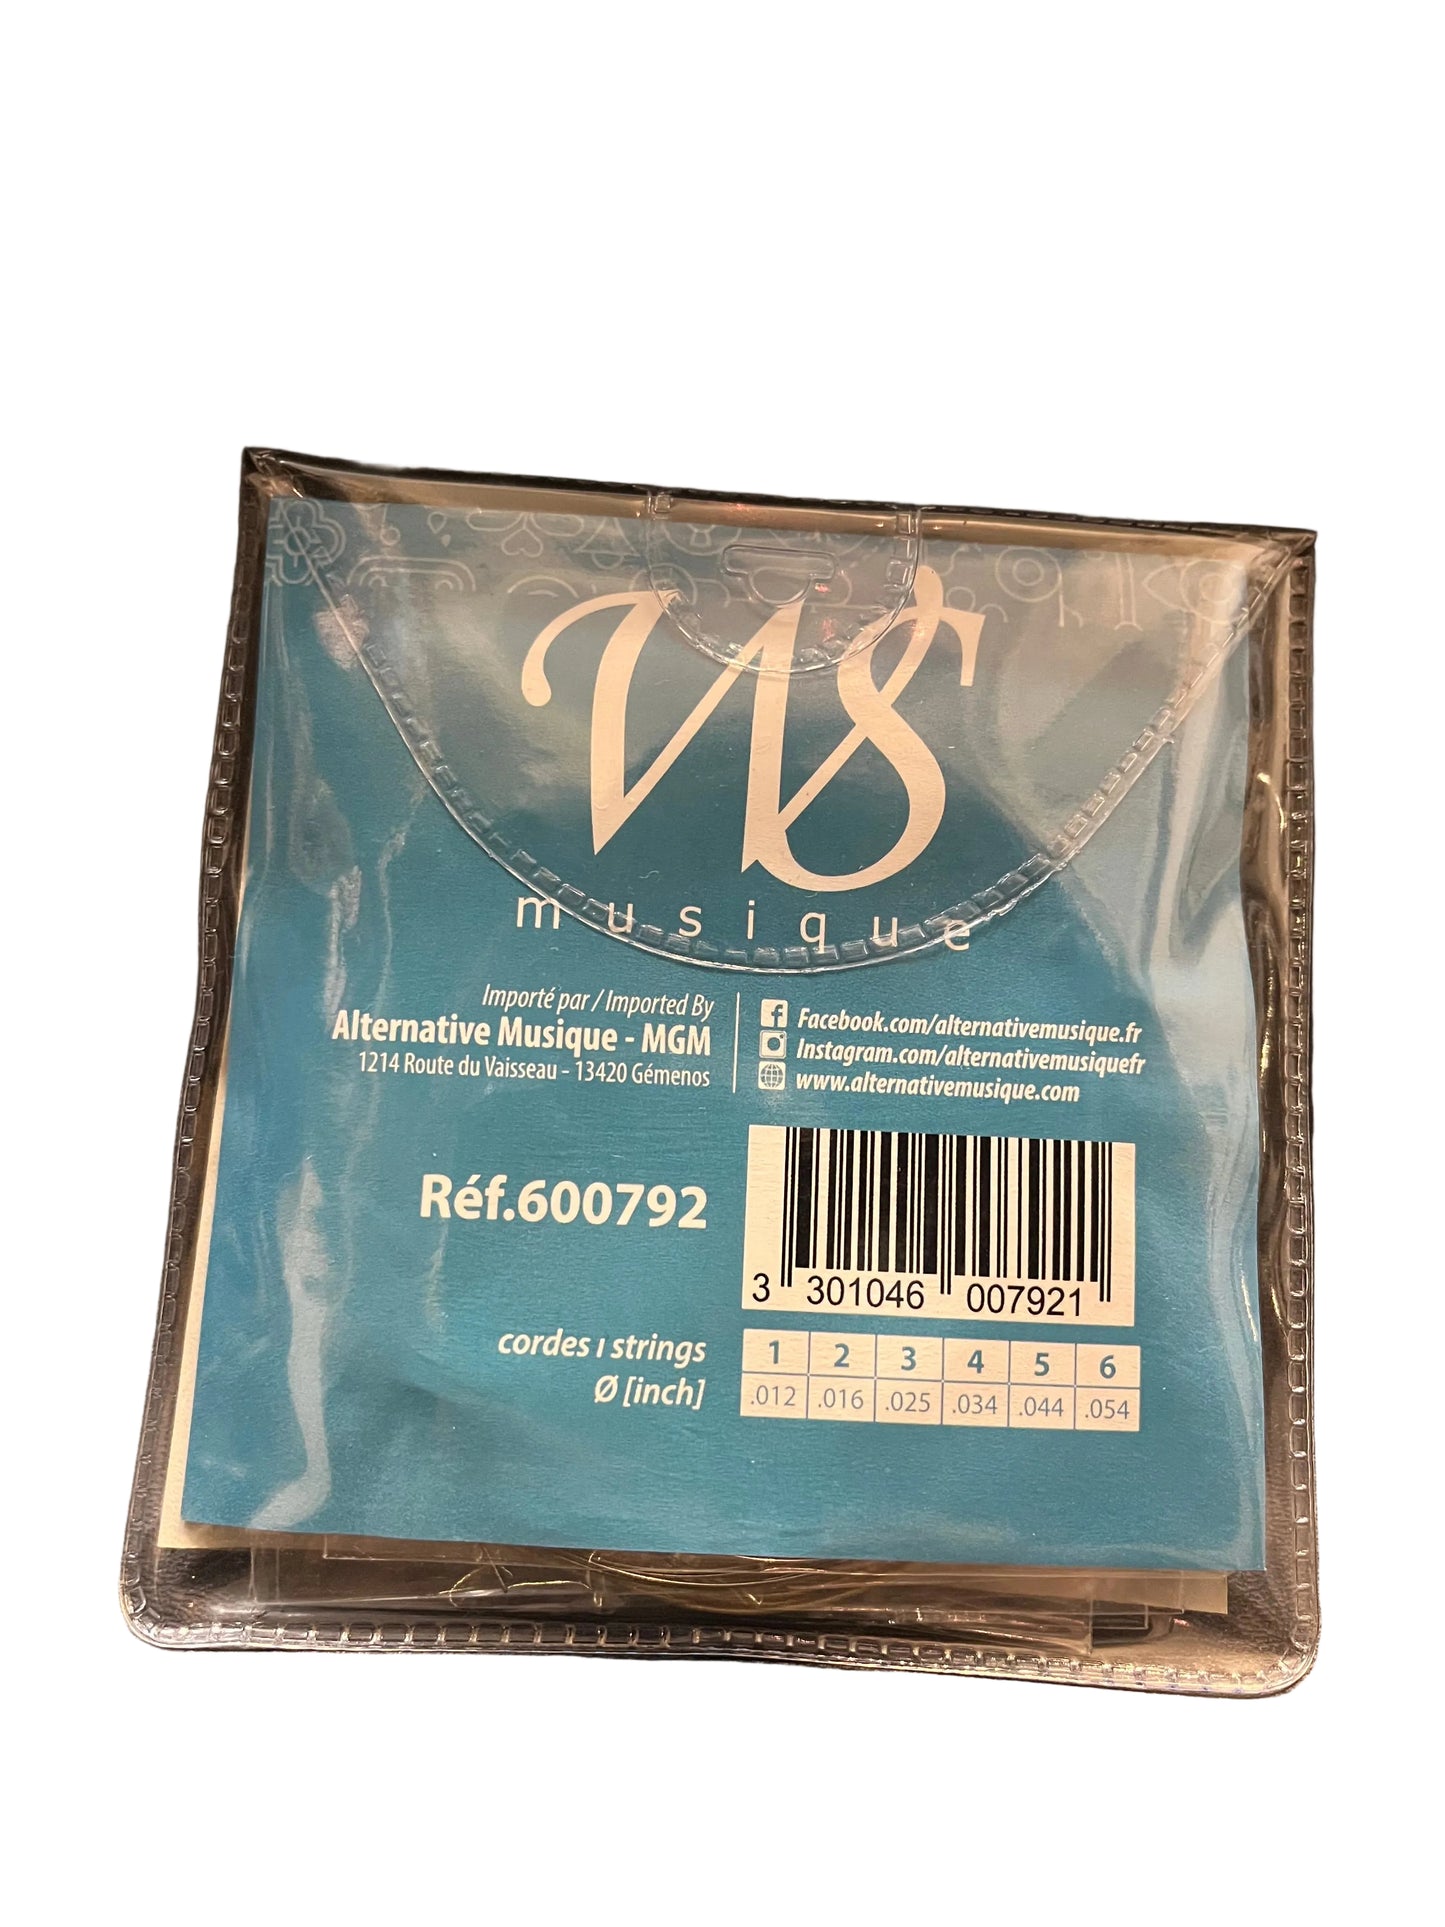 VS
musique
Importé par / Imported By
Alternative Musique - MGM
1214 Route du Vaisseau - 13420 Gémenos
Facebook.com/alternativemusique.fr
Instagram.com/alternativemusiquefr
www.alternativemusique.com
Réf.600792
3 301046 007921
cordes / strings 1 2 3 4 5 6
Ø [inch] .012 .016 .025 .034 .044 .054